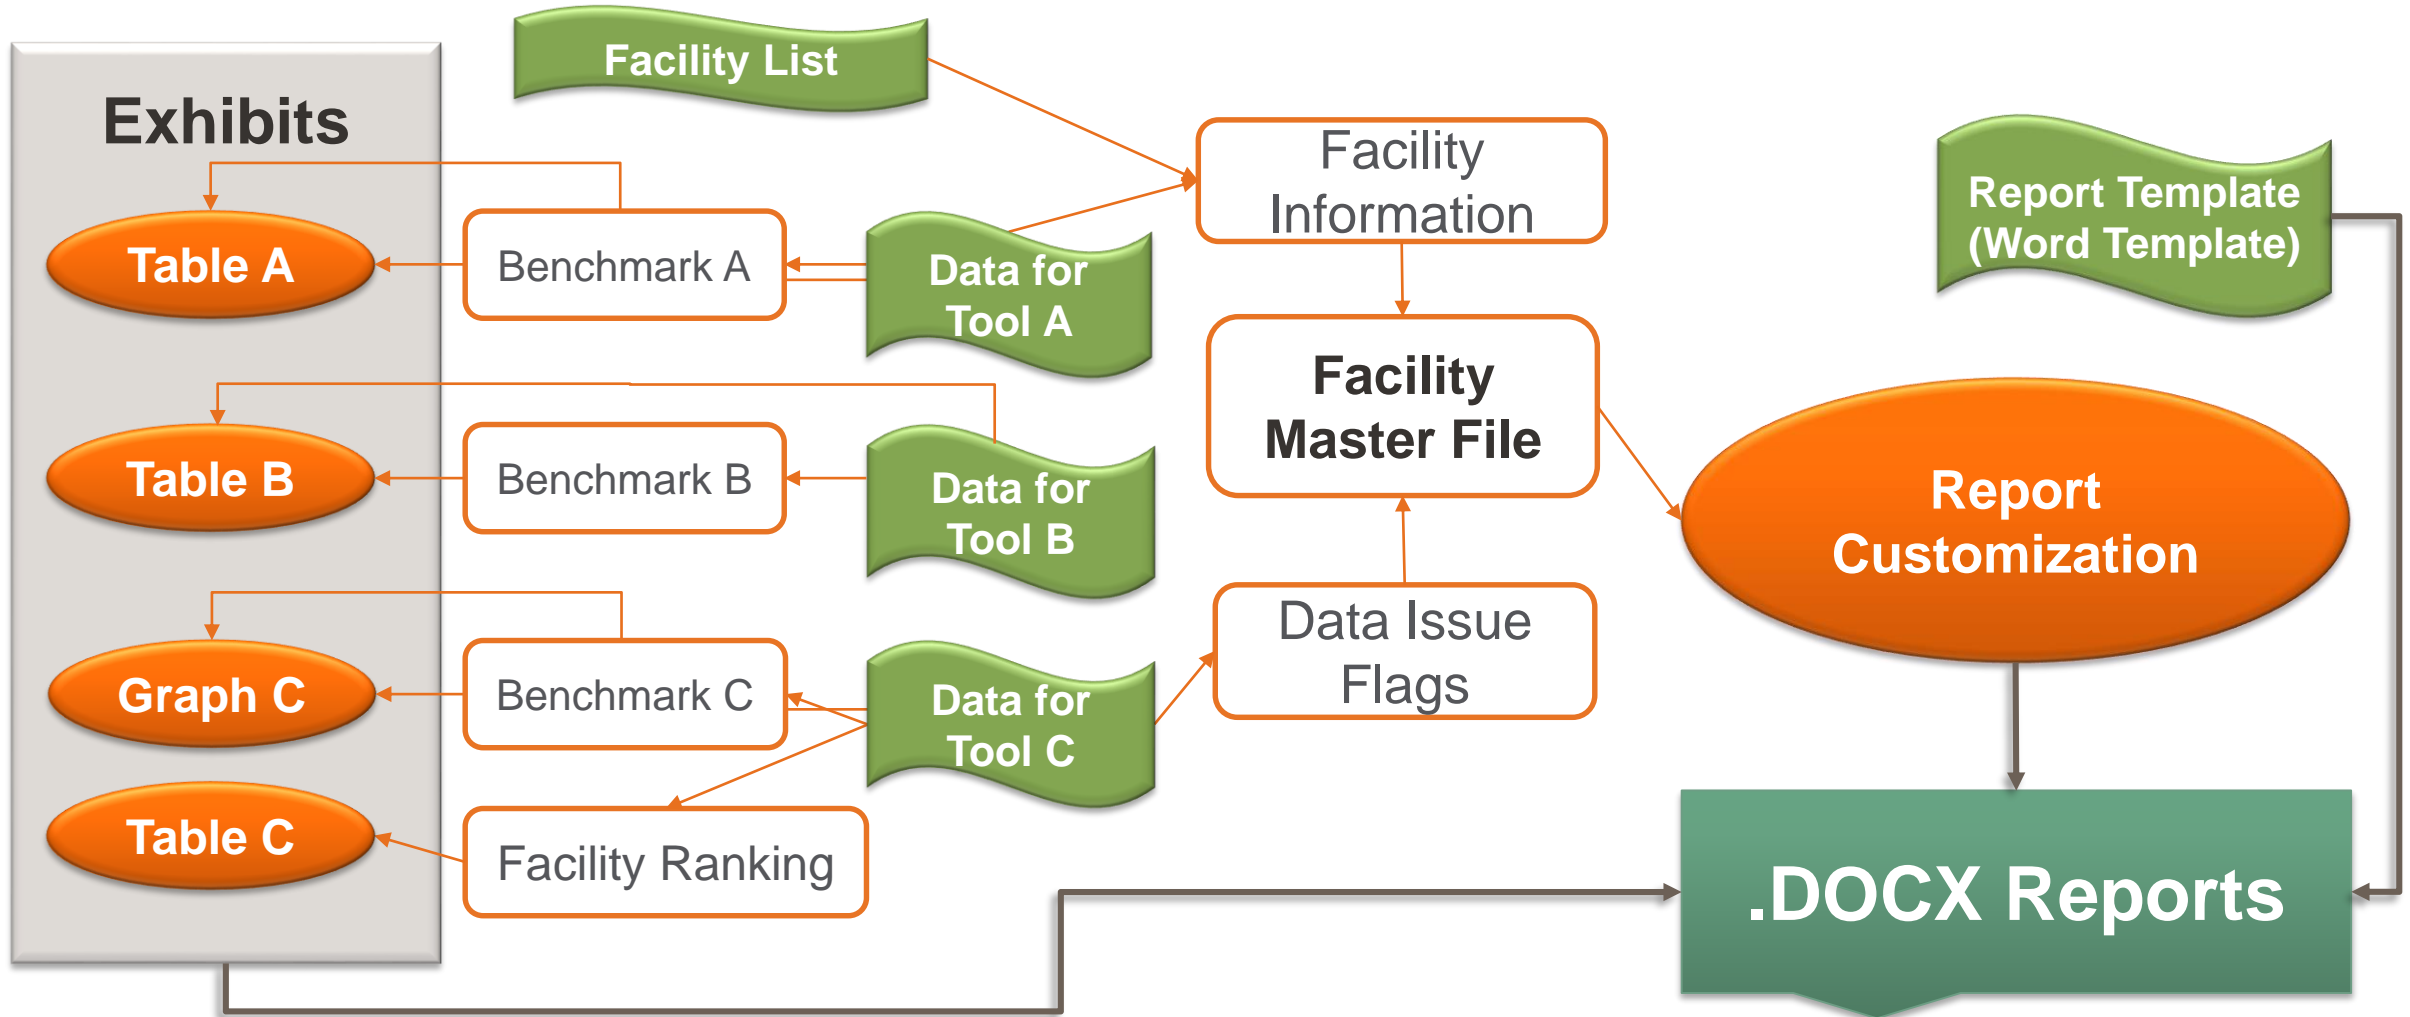 Facility List
Exhibits
Facility
Information
Report Template
(Word Template)
Table A
Benchmark A
Data for
Tool A
Facility
Master File
Table B
Benchmark B
Data for
Tool B
Report
Customization
Graph C
Benchmark C
Data for
Tool C
Data Issue
Flags
Table C
Facility Ranking
.DOCX Reports